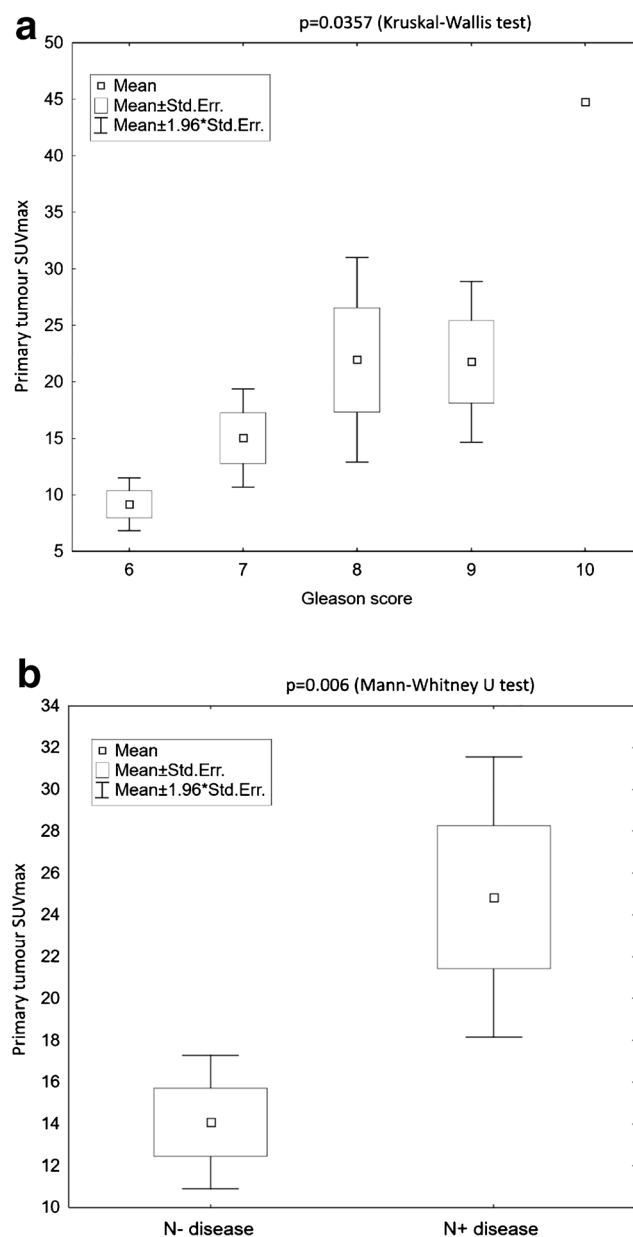 a
p=0.0357 (Kruskal-Wallis test)
50
45
40
35
30
25
20
15
10
5
Primary tumour SUVmax
Mean
Mean±Std.Err.
Mean±1.96*Std.Err.
6 7 8 9 10
Gleason score
b
p=0.006 (Mann-Whitney U test)
34
32
30
28
26
24
22
20
18
16
14
12
10
Primary tumour SUVmax
Mean
Mean±Std.Err.
Mean±1.96*Std.Err.
N- disease N+ disease